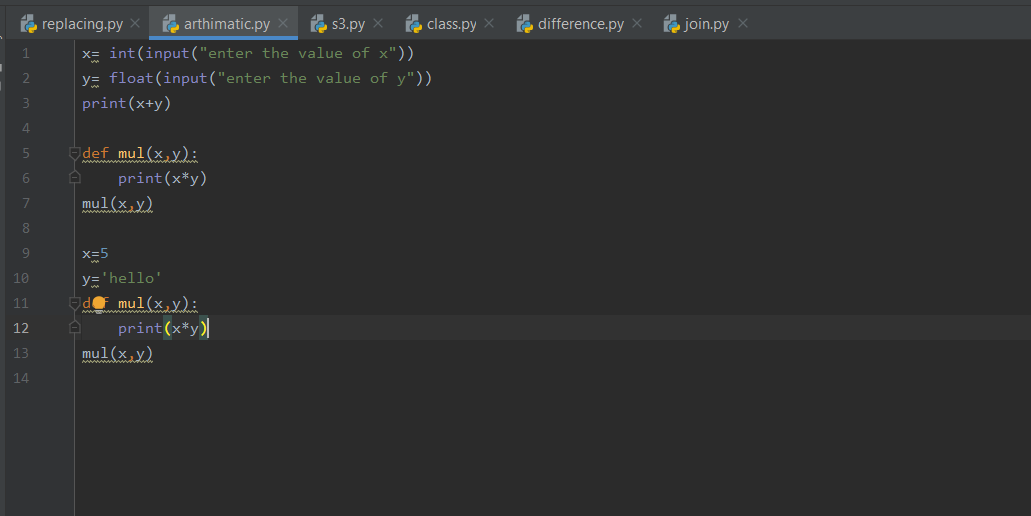 replacing.py arthimatic.py s3.py class.py difference.py join.py
1 x= int(input("enter the value of x"))
2 y= float(input("enter the value of y"))
3 print(x+y)
4
5 def mul(x,y):
6     print(x*y)
7 mul(x,y)
8
9 x=5
10 y='hello'
11 def mul(x,y):
12     print(x*y)
13 mul(x,y)
14